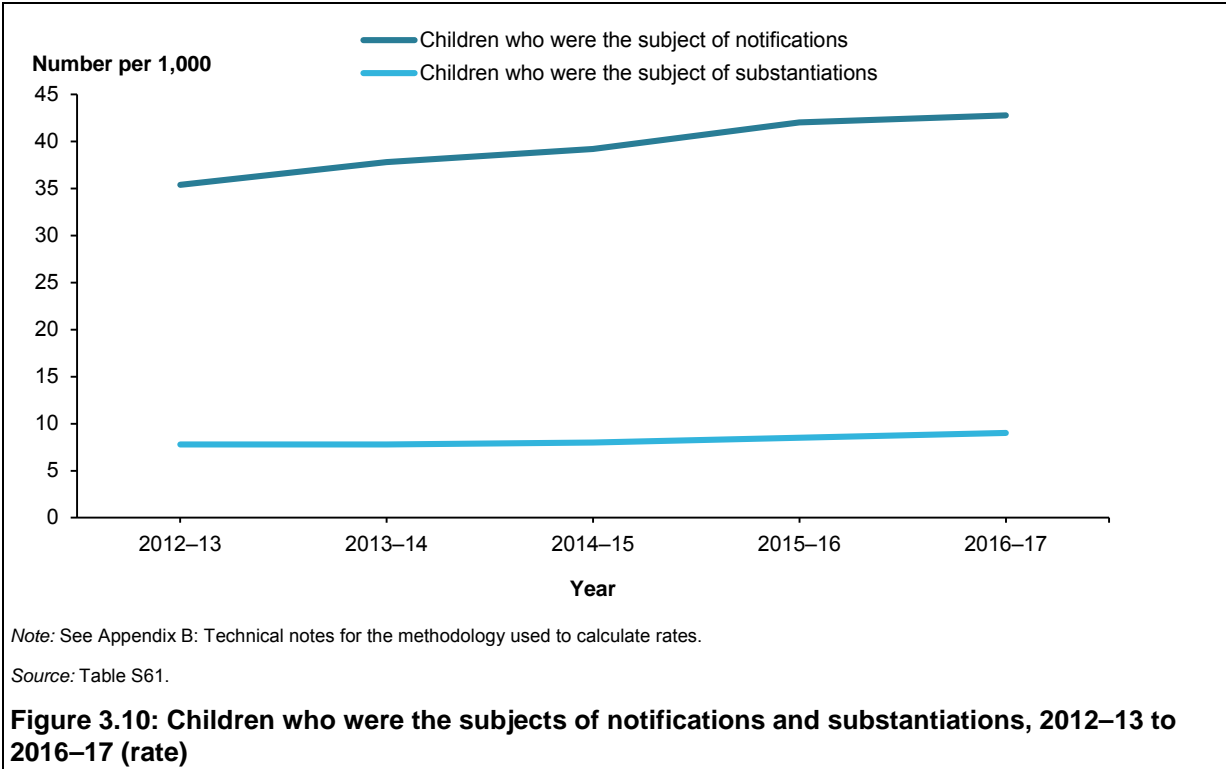 Children who were the subject of notifications
Number per 1,000
Children who were the subject of substantiations
45
40
35
30
25
20
15
10
5
0
2012–13 2013–14 2014–15 2015–16 2016–17
Year
Note: See Appendix B: Technical notes for the methodology used to calculate rates.
Source: Table S61.
Figure 3.10: Children who were the subjects of notifications and substantiations, 2012–13 to
2016–17 (rate)